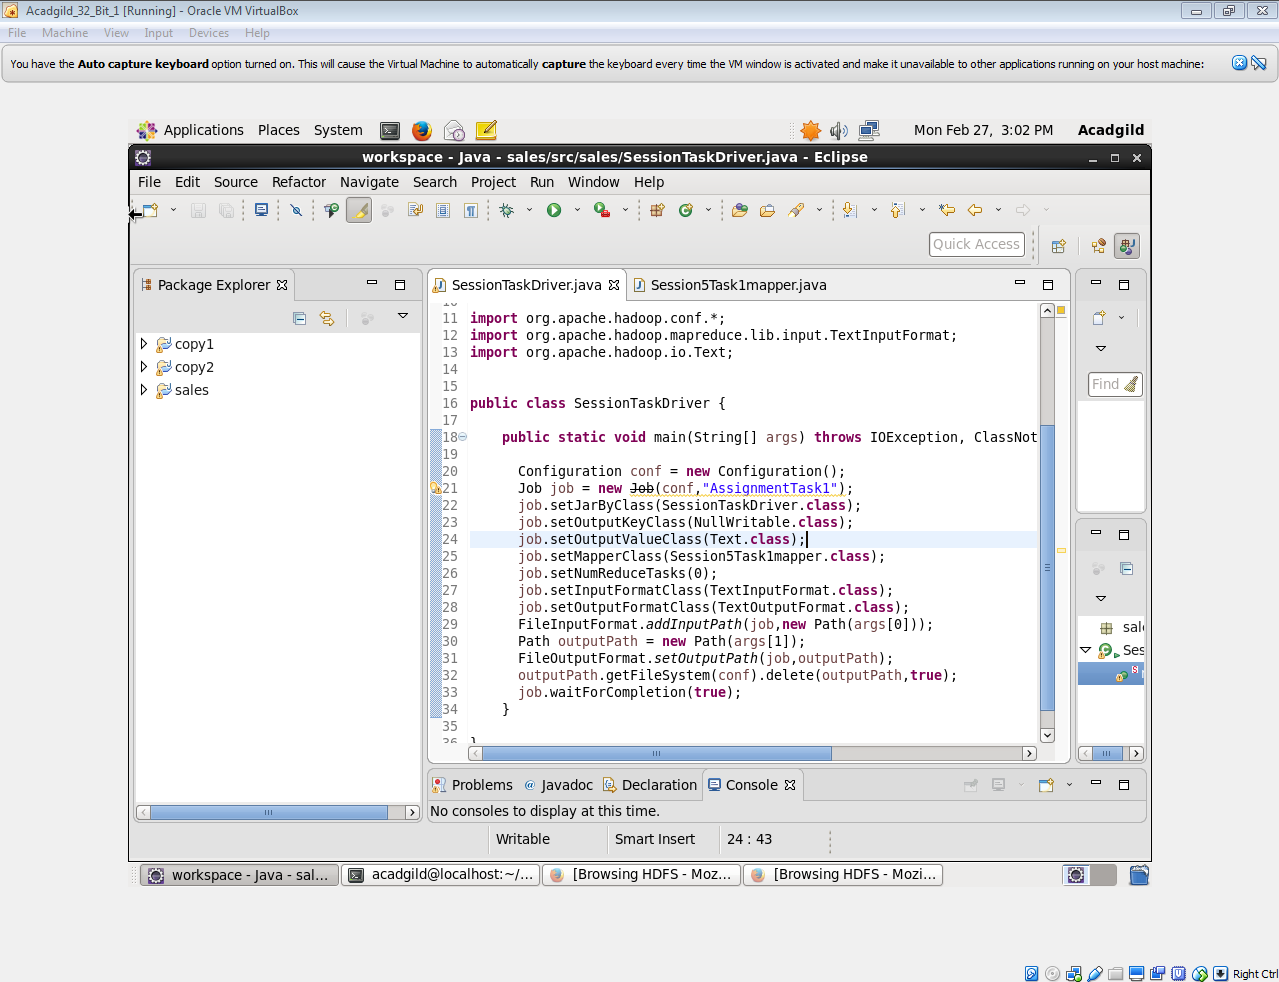 Acadgild_32_Bit_1 [Running] - Oracle VM VirtualBox
File Machine View Input Devices Help
You have the Auto capture keyboard option turned on. This will cause the Virtual Machine to automatically capture the keyboard every time the VM window is activated and make it unavailable to other applications running on your host machine:
Applications Places System Mon Feb 27, 3:02 PM Acadgild
workspace - Java - sales/src/sales/SessionTaskDriver.java - Eclipse
File Edit Source Refactor Navigate Search Project Run Window Help
Quick Access
Package Explorer
SessionTaskDriver.java Session5Task1mapper.java
copy1
copy2
sales
11 import org.apache.hadoop.conf.*;
12 import org.apache.hadoop.mapreduce.lib.input.TextInputFormat;
13 import org.apache.hadoop.io.Text;
14
15
16 public class SessionTaskDriver {
17
18 public static void main(String[] args) throws IOException, ClassNot
19
20 Configuration conf = new Configuration();
21 Job job = new Job(conf,"AssignmentTask1");
22 job.setJarByClass(SessionTaskDriver.class);
23 job.setOutputKeyClass(NullWritable.class);
24 job.setOutputValueClass(Text.class);
25 job.setMapperClass(Session5Task1mapper.class);
26 job.setNumReduceTasks(0);
27 job.setInputFormatClass(TextInputFormat.class);
28 job.setOutputFormatClass(TextOutputFormat.class);
29 FileInputFormat.addInputPath(job,new Path(args[0]));
30 Path outputPath = new Path(args[1]);
31 FileOutputFormat.setOutputPath(job,outputPath);
32 outputPath.getFileSystem(conf).delete(outputPath,true);
33 job.waitForCompletion(true);
34 }
35
36 }
Find
sal
Ses
Problems Javadoc Declaration Console
No consoles to display at this time.
Writable Smart Insert 24 : 43
workspace - Java - sal... acadgild@localhost:~/... [Browsing HDFS - Moz... [Browsing HDFS - Mozi...
Right Ctrl